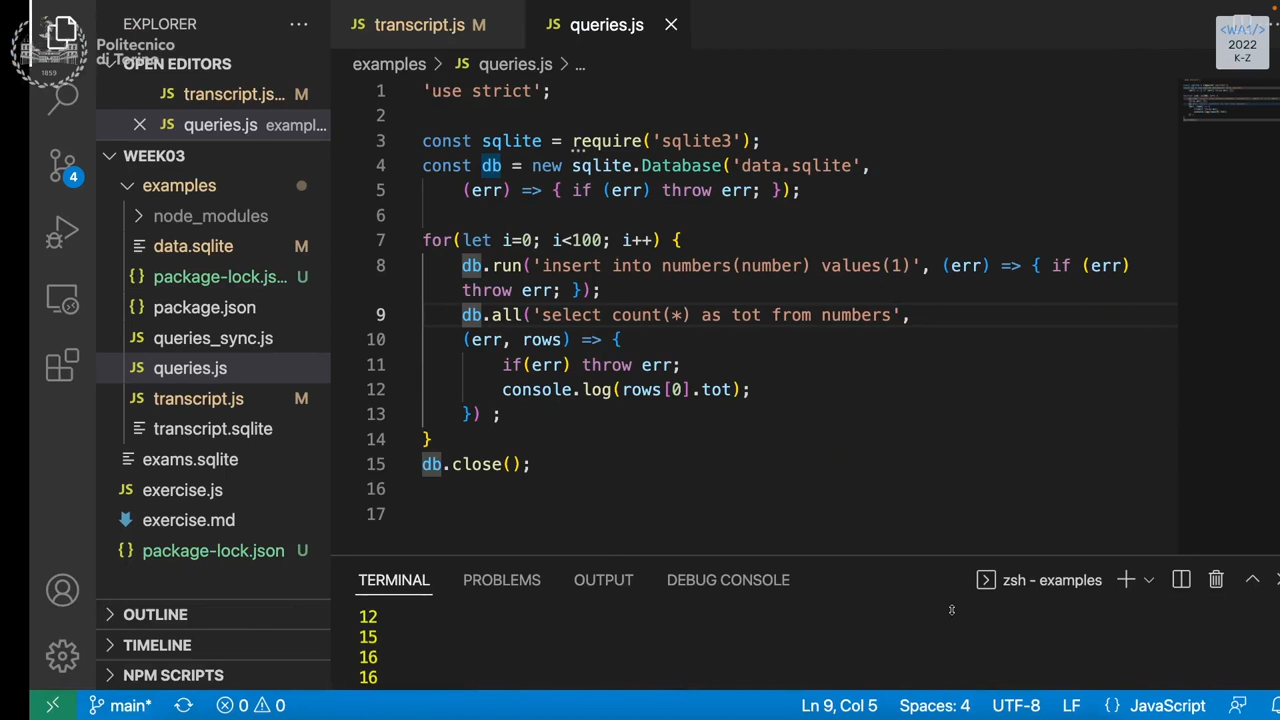 EXPLORER
Politecnico
di Torino
1859
OPEN EDITORS
transcript.js... M
queries.js exampl...
WEEK03
examples
node_modules
data.sqlite M
package-lock.js... U
package.json
queries_sync.js
queries.js
transcript.js M
transcript.sqlite
exams.sqlite
exercise.js
exercise.md
package-lock.json U
OUTLINE
TIMELINE
NPM SCRIPTS
4
transcript.js M
queries.js
<WA1/>
2022
K-Z
examples > JS queries.js > ...
1 'use strict';
2
3 const sqlite = require('sqlite3');
4 const db = new sqlite.Database('data.sqlite',
5 (err) => { if (err) throw err; });
6
7 for(let i=0; i<100; i++) {
8 db.run('insert into numbers(number) values(1)', (err) => { if (err)
throw err; });
9 db.all('select count(*) as tot from numbers',
10 (err, rows) => {
11 if(err) throw err;
12 console.log(rows[0].tot);
13 }) ;
14 }
15 db.close();
16
17
TERMINAL PROBLEMS OUTPUT DEBUG CONSOLE
zsh - examples
12
15
16
16
main* 0 0
Ln 9, Col 5 Spaces: 4 UTF-8 LF {} JavaScript